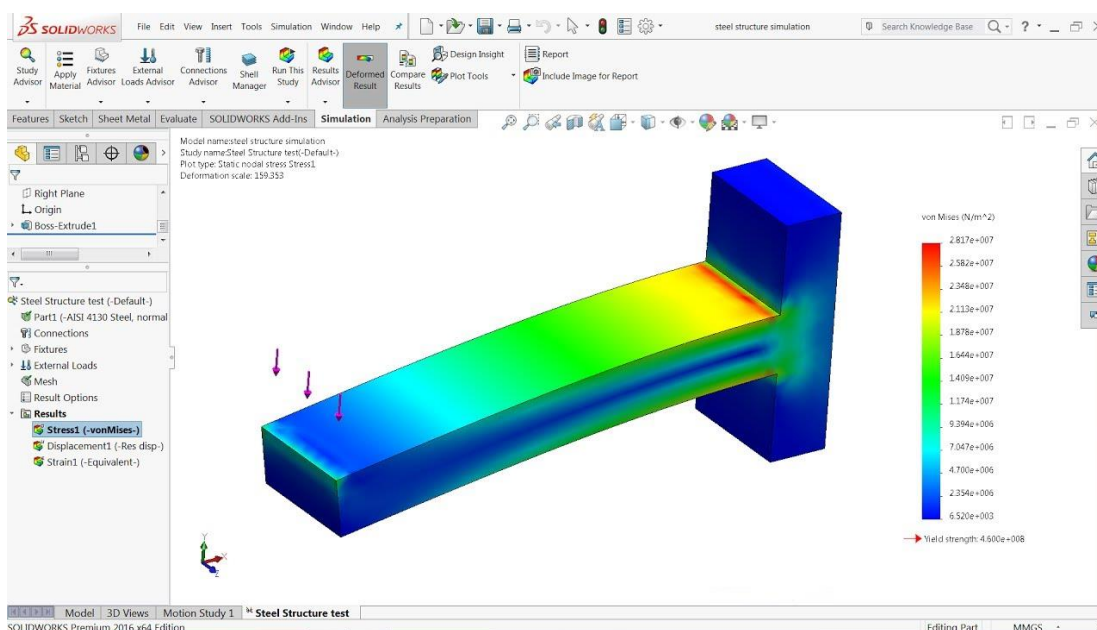 SOLIDWORKS File Edit View Insert Tools Simulation Window Help steel structure simulation Search Knowledge Base ?
Study Advisor
Apply Material
Fixtures Advisor
External Loads Advisor
Connections Advisor
Shell Manager
Run This Study
Results Advisor
Deformed Result
Compare Results
Design Insight
Plot Tools
Report
Include Image for Report
Features Sketch Sheet Metal Evaluate SOLIDWORKS Add-Ins Simulation Analysis Preparation
Model name:steel structure simulation
Study name:Steel Structure test(-Default-)
Plot type: Static nodal stress Stress1
Deformation scale: 159.353
Right Plane
Origin
Boss-Extrude1
Steel Structure test (-Default-)
Part1 (-AISI 4130 Steel, normal
Connections
Fixtures
External Loads
Mesh
Result Options
Results
Stress1 (-vonMises-)
Displacement1 (-Res disp-)
Strain1 (-Equivalent-)
von Mises (N/m^2)
2.817e+007
2.582e+007
2.348e+007
2.113e+007
1.878e+007
1.644e+007
1.409e+007
1.174e+007
9.394e+006
7.047e+006
4.700e+006
2.354e+006
6.520e+003
Yield strength: 4.600e+008
Y
X
Z
Model 3D Views Motion Study 1 Steel Structure test
SOLIDWORKS Premium 2016 x64 Edition Editing Part MMGS